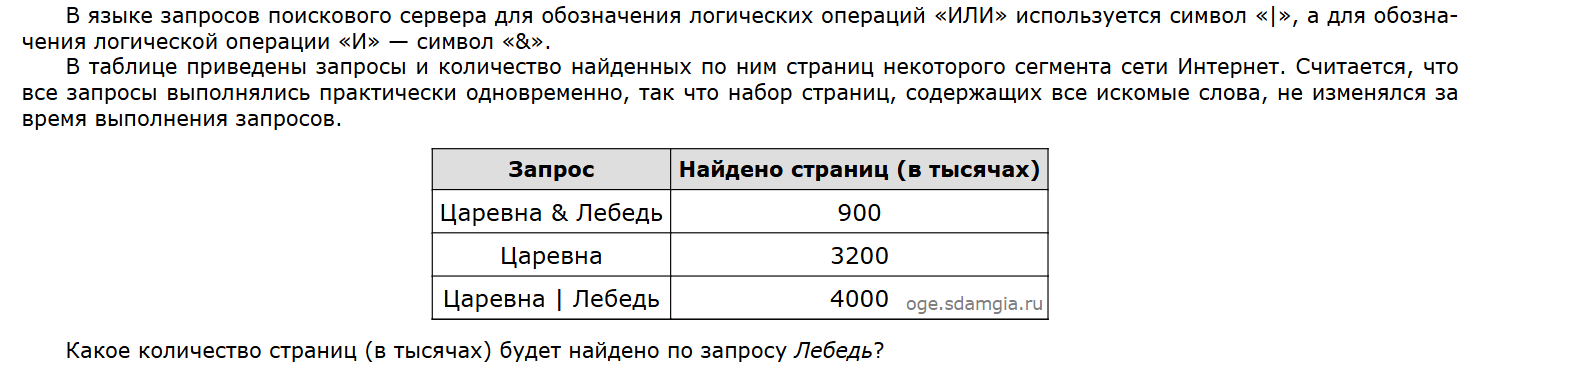 В языке запросов поискового сервера для обозначения логических операций «ИЛИ» используется символ «|», а для обозна-
чения логической операции «И» — символ «&».
В таблице приведены запросы и количество найденных по ним страниц некоторого сегмента сети Интернет. Считается, что
все запросы выполнялись практически одновременно, так что набор страниц, содержащих все искомые слова, не изменялся за
время выполнения запросов.
Запрос Найдено страниц (в тысячах)
Царевна & Лебедь 900
Царевна 3200
Царевна | Лебедь 4000 oge.sdamgia.ru
Какое количество страниц (в тысячах) будет найдено по запросу Лебедь?